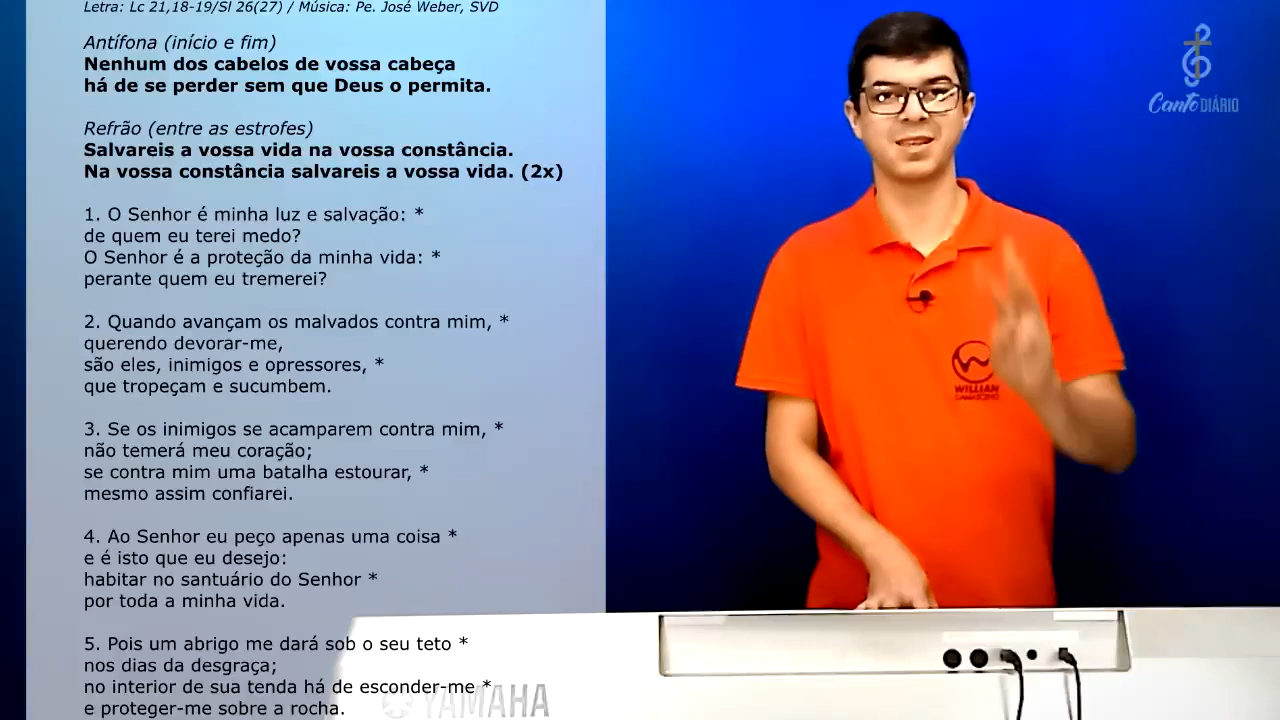 Letra: Lc 21,18-19/Sl 26(27) / Música: Pe. José Weber, SVD
Antífona (início e fim)
Nenhum dos cabelos de vossa cabeça
há de se perder sem que Deus o permita.
Refrão (entre as estrofes)
Salvareis a vossa vida na vossa constância.
Na vossa constância salvareis a vossa vida. (2x)
1. O Senhor é minha luz e salvação: *
de quem eu terei medo?
O Senhor é a proteção da minha vida: *
perante quem eu tremerei?
2. Quando avançam os malvados contra mim, *
querendo devorar-me,
são eles, inimigos e opressores, *
que tropeçam e sucumbem.
3. Se os inimigos se acamparem contra mim, *
não temerá meu coração;
se contra mim uma batalha estourar, *
mesmo assim confiarei.
4. Ao Senhor eu peço apenas uma coisa *
e é isto que eu desejo:
habitar no santuário do Senhor *
por toda a minha vida.
5. Pois um abrigo me dará sob o seu teto *
nos dias da desgraça;
no interior de sua tenda há de esconder-me *
e proteger-me sobre a rocha.
YAMAHA
Canto DIÁRIO
WILLIAN
DAMASCENO